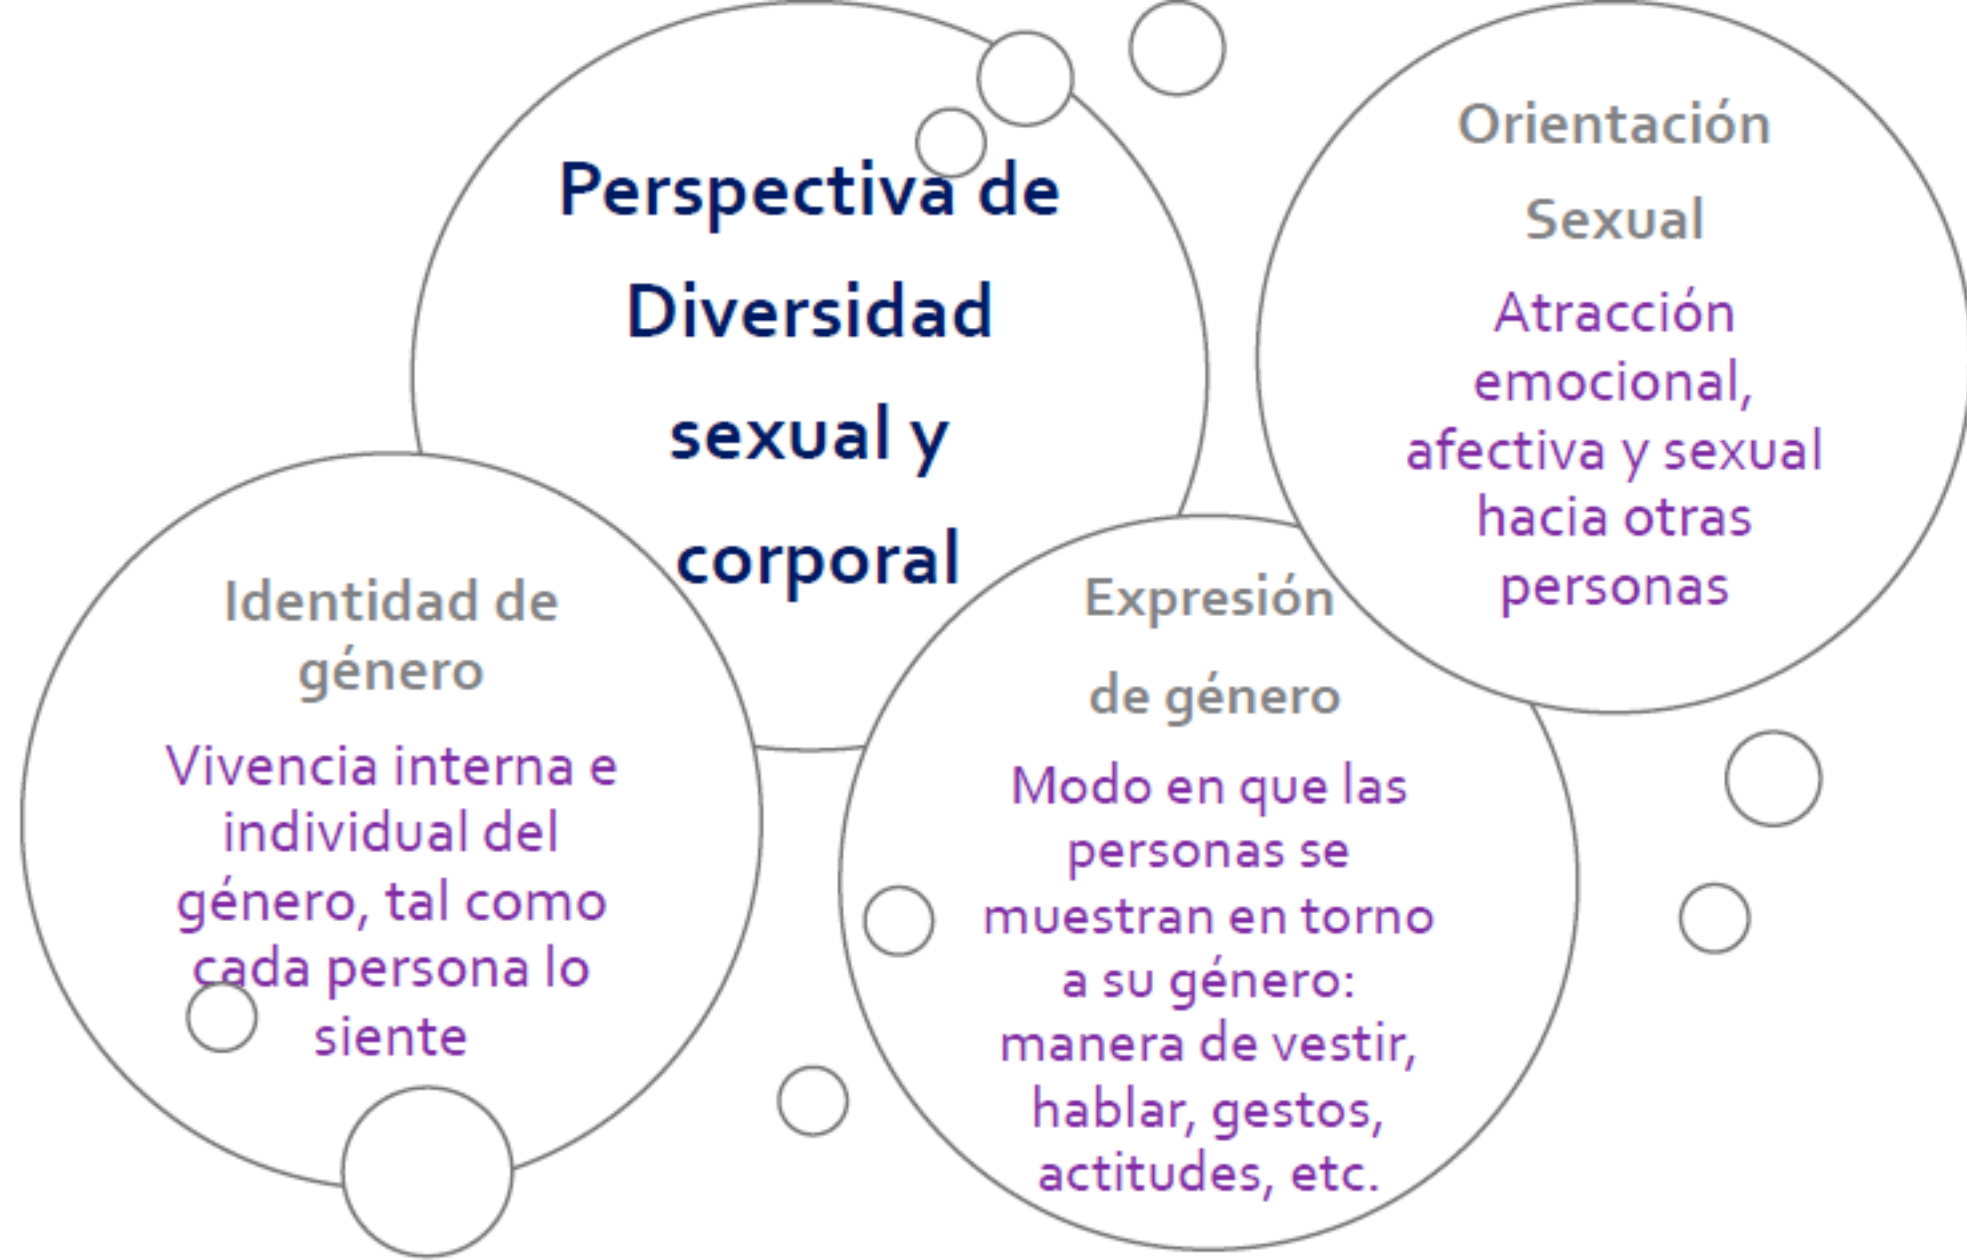 Perspectiva de
Diversidad
sexual y
corporal
Orientación
Sexual
Atracción
emocional,
afectiva y sexual
hacia otras
personas
Identidad de
género
Vivencia interna e
individual del
género, tal como
cada persona lo
siente
Expresión
de género
Modo en que las
personas se
muestran en torno
a su género:
manera de vestir,
hablar, gestos,
actitudes, etc.